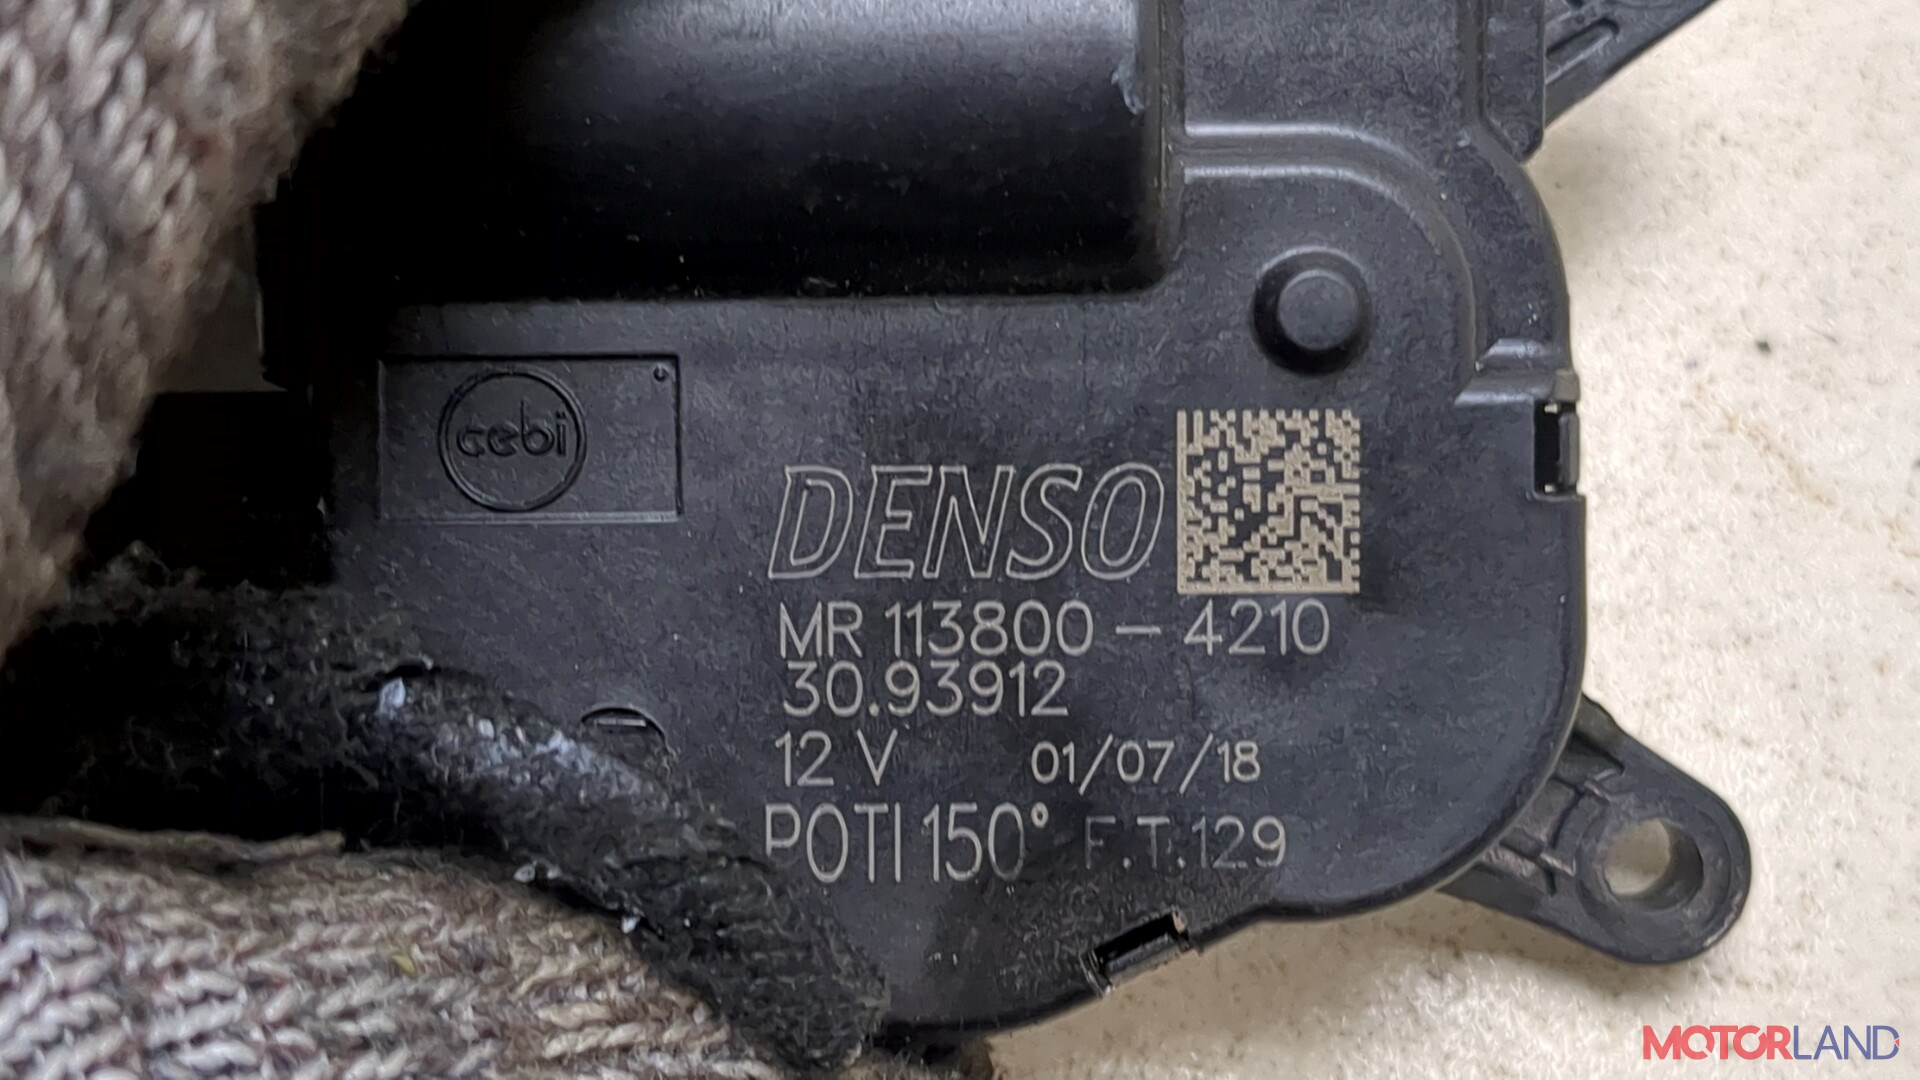 cebi
DENSO
MR 113800 – 4210
30.93912
12 V 01/07/18
POTI 150° F.T.129
MOTORLAND